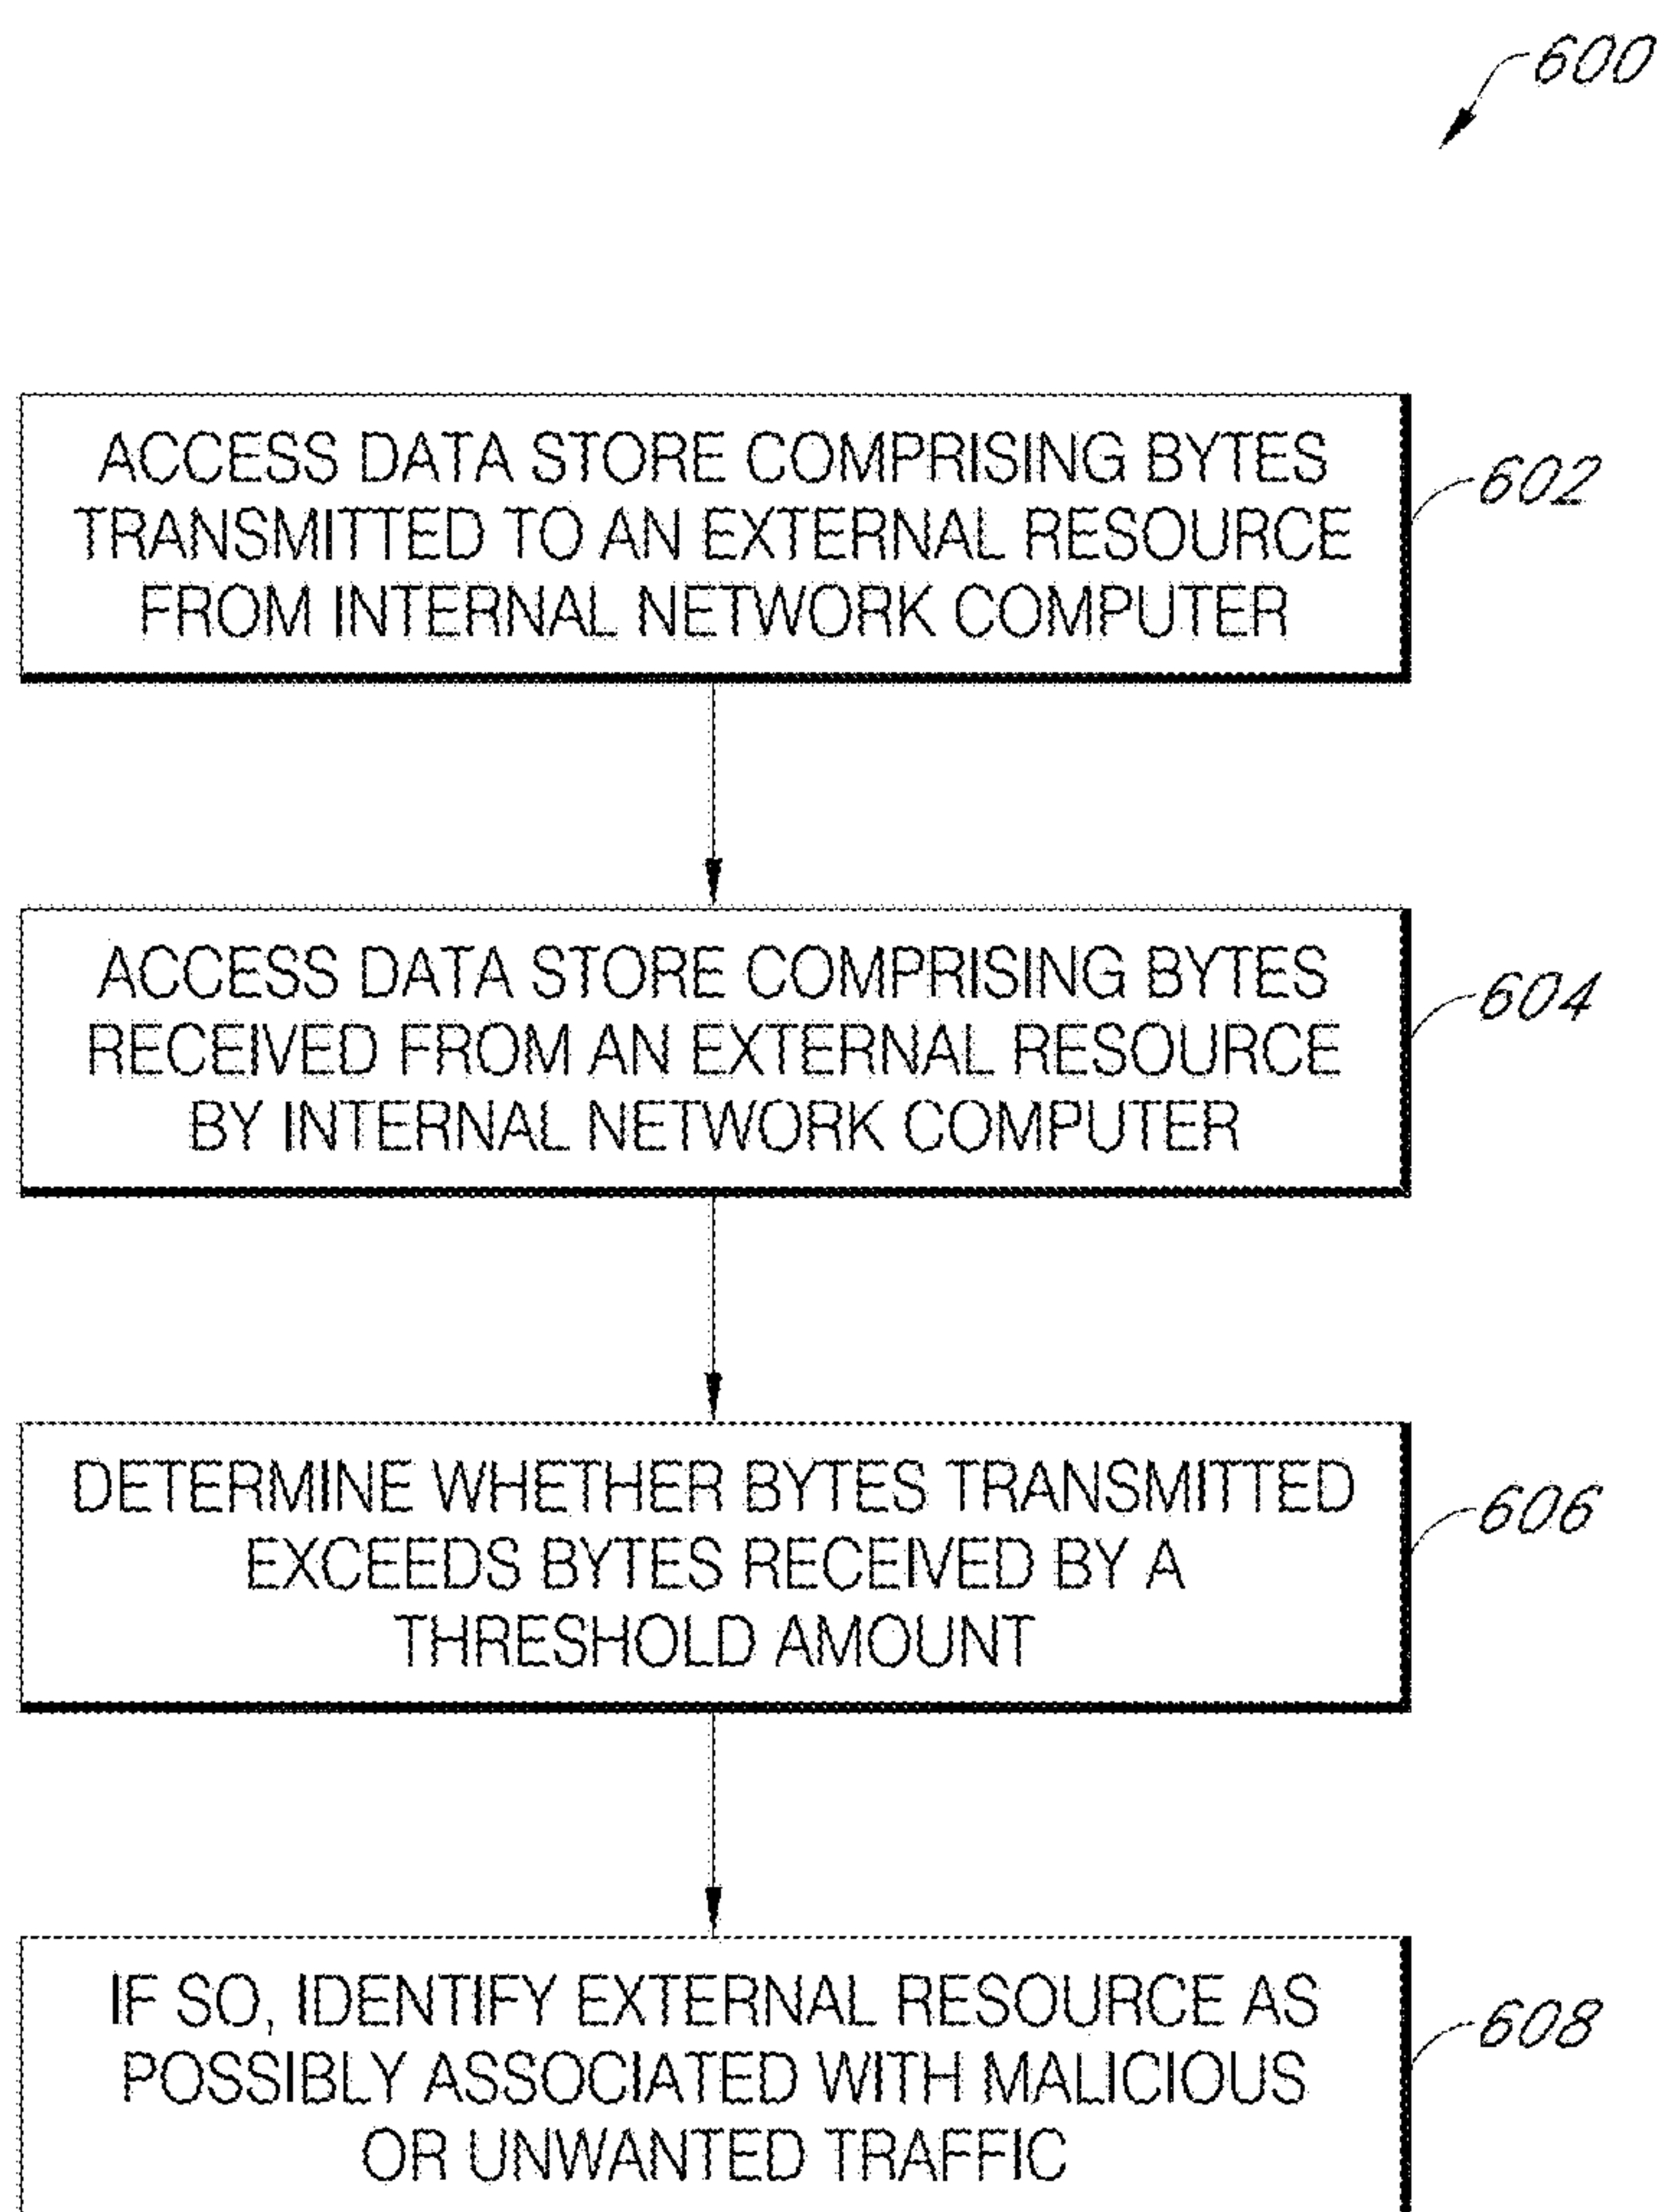 600
ACCESS DATA STORE COMPRISING BYTES
TRANSMITTED TO AN EXTERNAL RESOURCE
FROM INTERNAL NETWORK COMPUTER
602
ACCESS DATA STORE COMPRISING BYTES
RECEIVED FROM AN EXTERNAL RESOURCE
BY INTERNAL NETWORK COMPUTER
604
DETERMINE WHETHER BYTES TRANSMITTED
EXCEEDS BYTES RECEIVED BY A
THRESHOLD AMOUNT
606
IF SO, IDENTIFY EXTERNAL RESOURCE AS
POSSIBLY ASSOCIATED WITH MALICIOUS
OR UNWANTED TRAFFIC
608